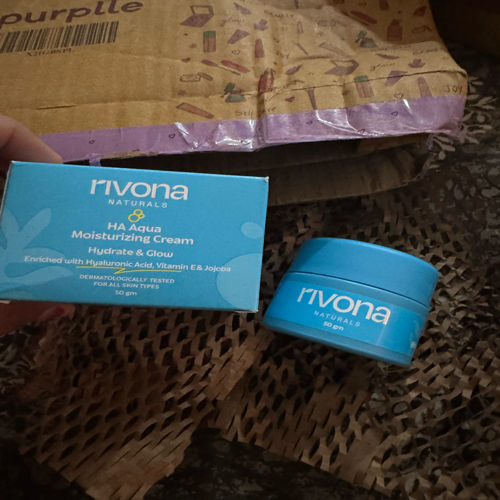 purplle
rivona
NATURALS
HA Aqua
Moisturizing Cream
Hydrate & Glow
Enriched with Hyaluronic Acid, Vitamin E & Jojoba
DERMATOLOGICALLY TESTED
FOR ALL SKIN TYPES
50 gm
rivona
NATURALS
50 gm